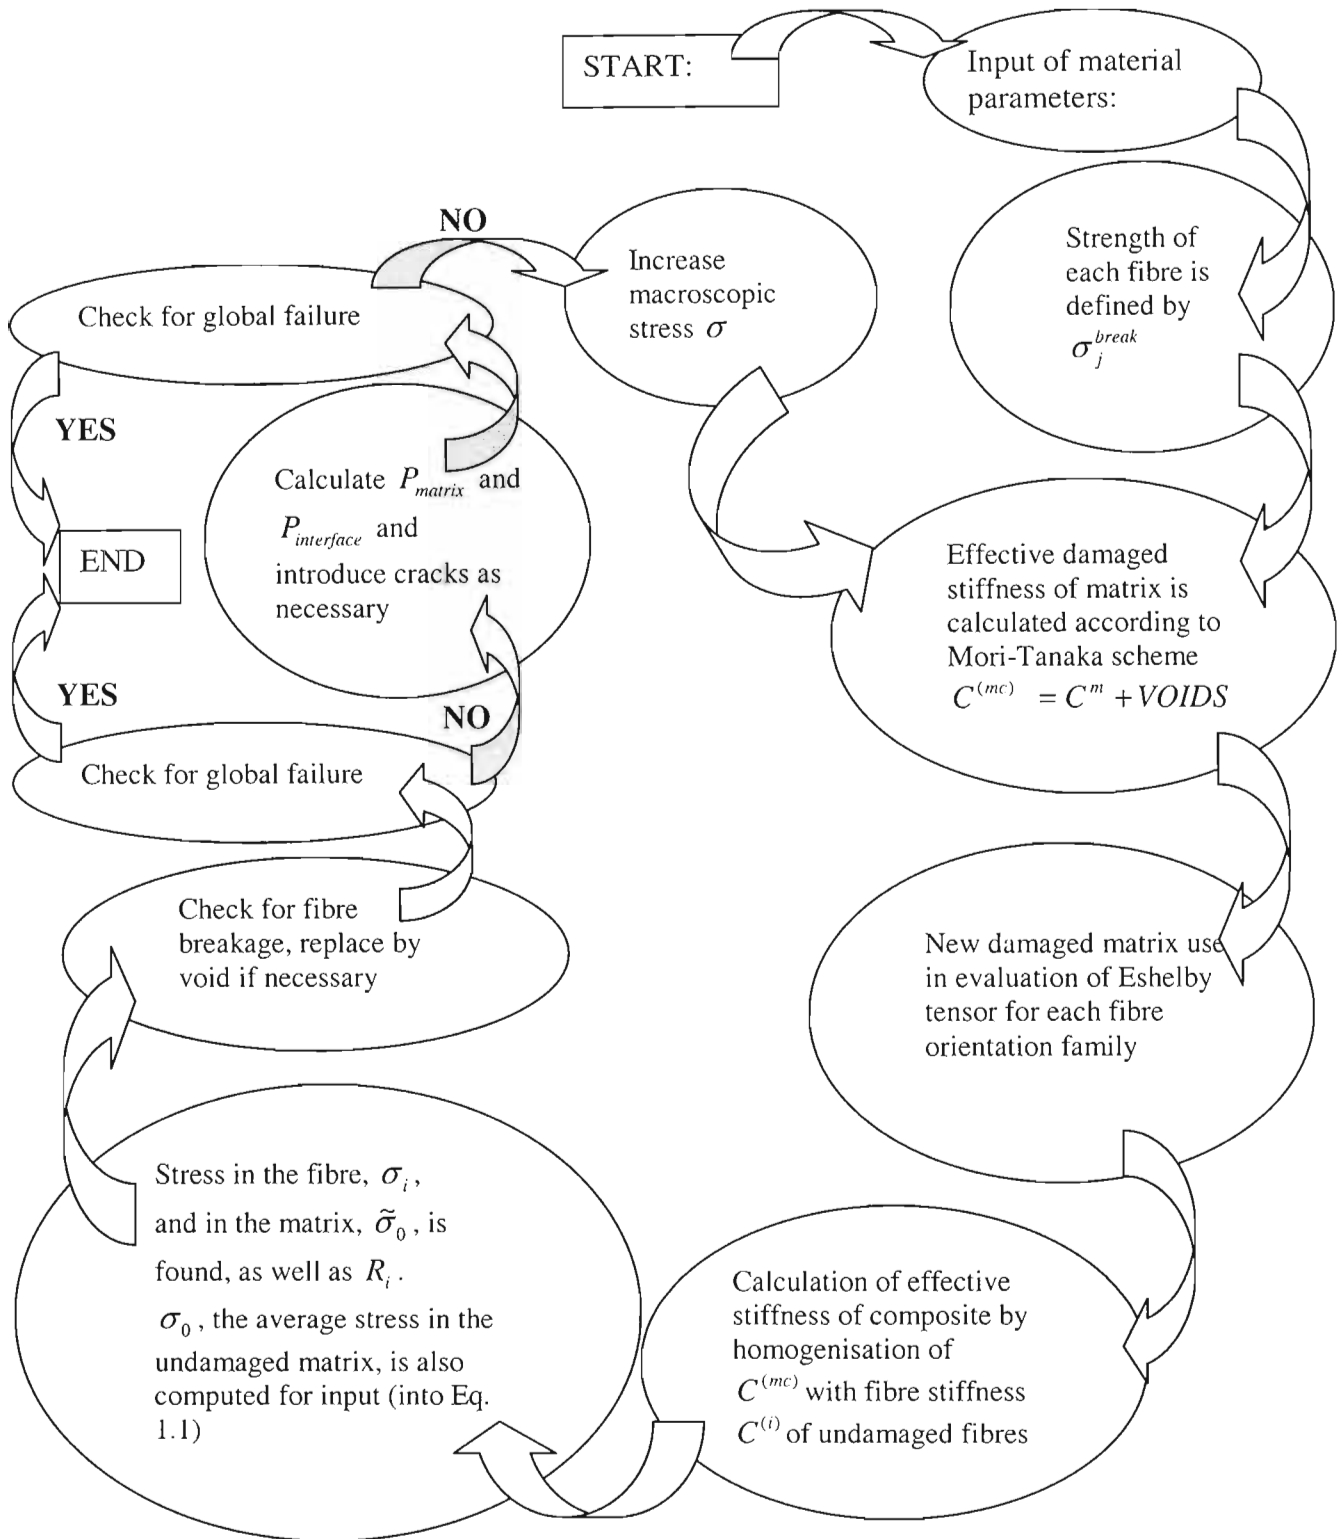 START:
Input of material
parameters:
Strength of
each fibre is
defined by
σ_j^{break}
NO
Increase
macroscopic
stress σ
Check for global failure
YES
Calculate P_{matrix} and
P_{interface} and
introduce cracks as
necessary
END
Effective damaged
stiffness of matrix is
calculated according to
Mori-Tanaka scheme
C^{(mc)} = C^m + VOIDS
YES
NO
Check for global failure
Check for fibre
breakage, replace by
void if necessary
New damaged matrix use
in evaluation of Eshelby
tensor for each fibre
orientation family
Stress in the fibre, σ_i,
and in the matrix, σ̃_0, is
found, as well as R_i.
σ_0, the average stress in the
undamaged matrix, is also
computed for input (into Eq.
1.1)
Calculation of effective
stiffness of composite by
homogenisation of
C^{(mc)} with fibre stiffness
C^{(i)} of undamaged fibres